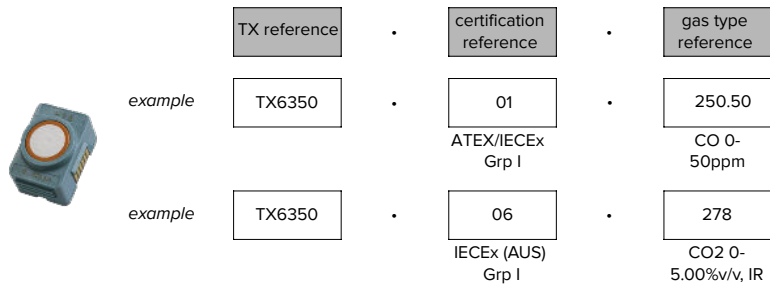 TX reference • certification reference • gas type reference
example TX6350 • 01 • 250.50
ATEX/IECEx Grp I CO 0-50ppm
example TX6350 • 06 • 278
IECEx (AUS) Grp I CO2 0-5.00%v/v, IR